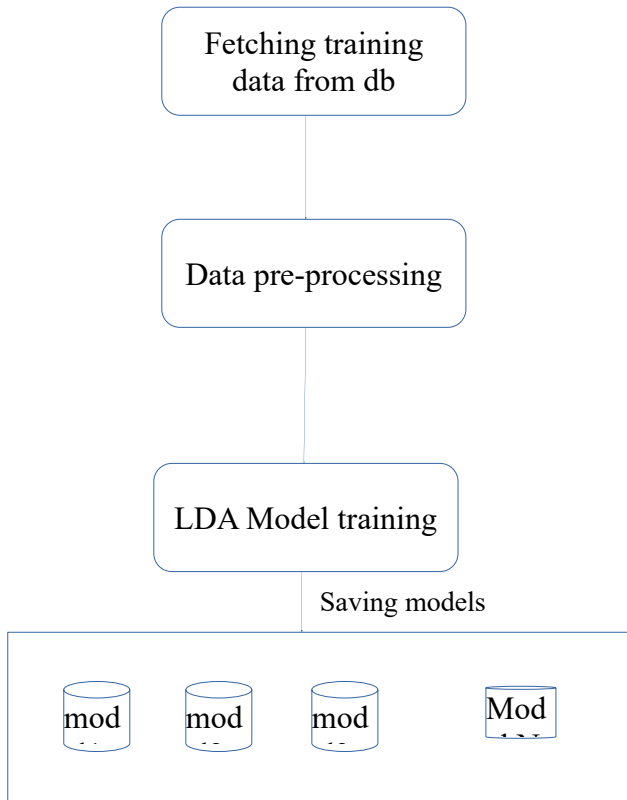 Fetching training
data from db
Data pre-processing
LDA Model training
Saving models
mod
mod
mod
Mod